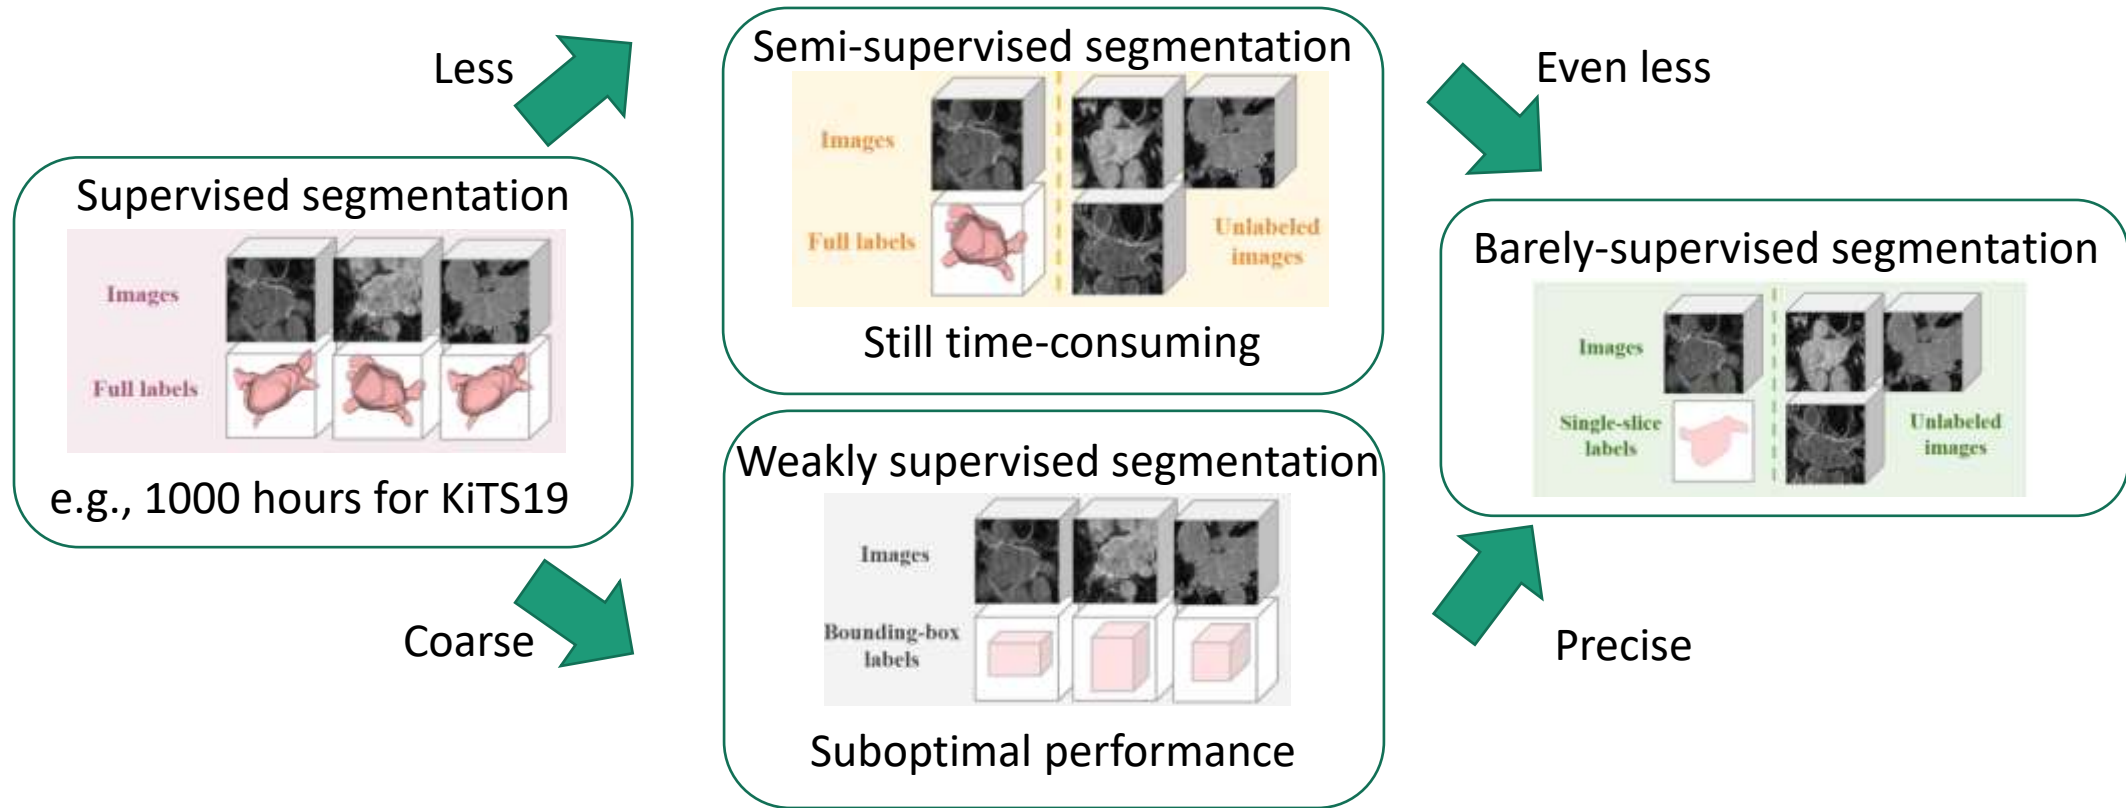 Supervised segmentation
Images
Full labels
e.g., 1000 hours for KiTS19
Less
Semi-supervised segmentation
Images
Full labels
Unlabeled
images
Still time-consuming
Coarse
Weakly supervised segmentation
Images
Bounding-box
labels
Suboptimal performance
Even less
Precise
Barely-supervised segmentation
Images
Single-slice
labels
Unlabeled
images